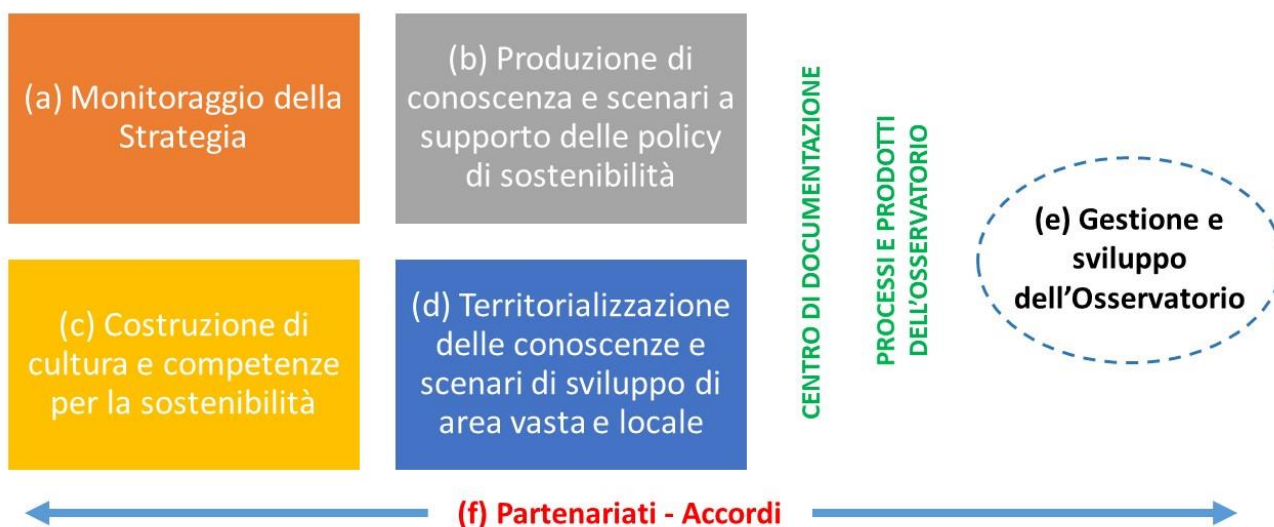 (a) Monitoraggio della
Strategia
(b) Produzione di
conoscenza e scenari a
supporto delle policy
di sostenibilità
(c) Costruzione di
cultura e competenze
per la sostenibilità
(d) Territorializzazione
delle conoscenze e
scenari di sviluppo di
area vasta e locale
CENTRO DI DOCUMENTAZIONE
PROCESSI E PRODOTTI
DELL'OSSERVATORIO
(e) Gestione e
sviluppo
dell'Osservatorio
(f) Partenariati - Accordi